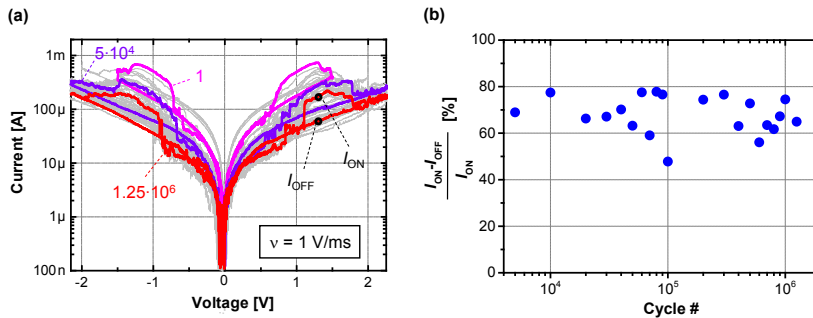 (a)
1m
100µ
10µ
1µ
100n
Current [A]
5·10⁴
1
1.25·10⁶
I_OFF
I_ON
ν = 1 V/ms
-2 -1 0 1 2
Voltage [V]
(b)
100
80
60
40
20
0
I_ON-I_OFF
I_ON
[%]
10⁴ 10⁵ 10⁶
Cycle #